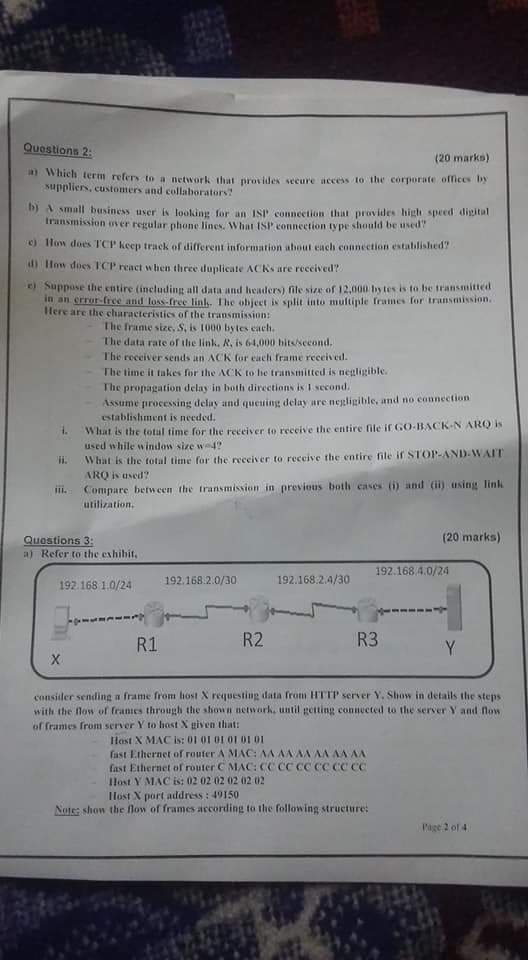 Questions 2:
(20 marks)
a) Which term refers to a network that provides secure access to the corporate offices by
suppliers, customers and collaborators?
b) A small business user is looking for an ISP connection that provides high speed digital
transmission over regular phone lines. What ISP connection type should be used?
c) How does TCP keep track of different information about each connection established?
d) How does TCP react when three duplicate ACKs are received?
e) Suppose the entire (including all data and headers) file size of 12,000 bytes is to be transmitted
in an error-free and loss-free link. The object is split into multiple frames for transmission.
Here are the characteristics of the transmission:
- The frame size, S, is 1000 bytes each.
- The data rate of the link, R, is 64,000 bits/second.
- The receiver sends an ACK for each frame received.
- The time it takes for the ACK to be transmitted is negligible.
- The propagation delay in both directions is 1 second.
- Assume processing delay and queuing delay are negligible, and no connection
establishment is needed.
i. What is the total time for the receiver to receive the entire file if GO-BACK-N ARQ is
used while window size w=4?
ii. What is the total time for the receiver to receive the entire file if STOP-AND-WAIT
ARQ is used?
iii. Compare between the transmission in previous both cases (i) and (ii) using link
utilization.
Questions 3:
(20 marks)
a) Refer to the exhibit,
192.168.1.0/24 192.168.2.0/30 192.168.2.4/30 192.168.4.0/24
R1 R2 R3
X Y
consider sending a frame from host X requesting data from HTTP server Y. Show in details the steps
with the flow of frames through the shown network, until getting connected to the server Y and flow
of frames from server Y to host X given that:
- Host X MAC is: 01 01 01 01 01 01
- fast Ethernet of router A MAC: AA AA AA AA AA AA
- fast Ethernet of router C MAC: CC CC CC CC CC CC
- Host Y MAC is: 02 02 02 02 02 02
- Host X port address : 49150
Note: show the flow of frames according to the following structure:
Page 2 of 4